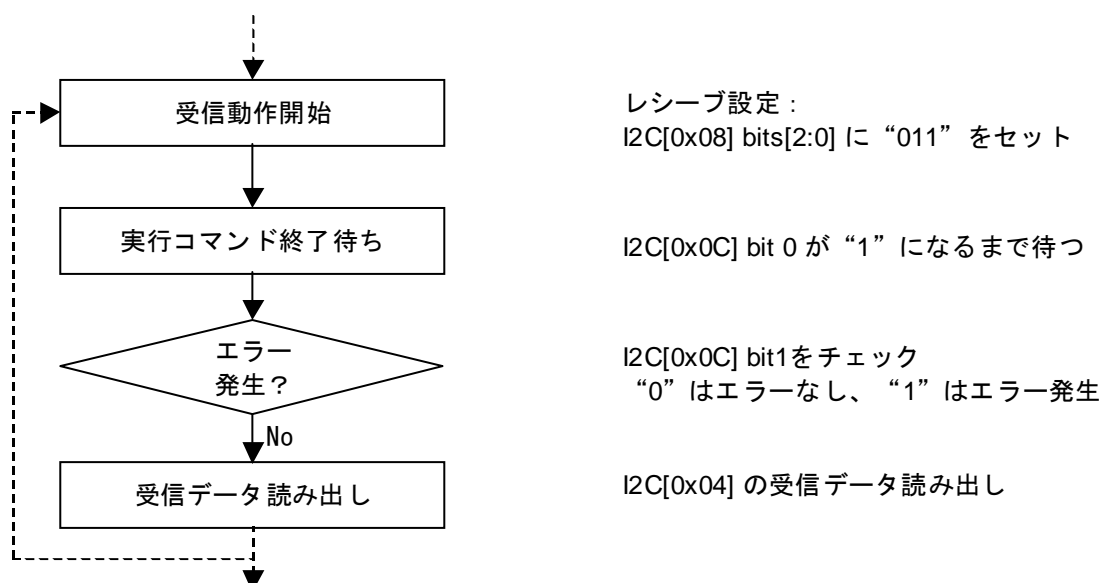 受信動作開始
レシーブ設定：
I2C[0x08] bits[2:0] に“011”をセット
実行コマンド終了待ち
I2C[0x0C] bit 0 が“1”になるまで待つ
エラー
発生？
I2C[0x0C] bit1をチェック
“0”はエラーなし、“1”はエラー発生
No
受信データ読み出し
I2C[0x04] の受信データ読み出し